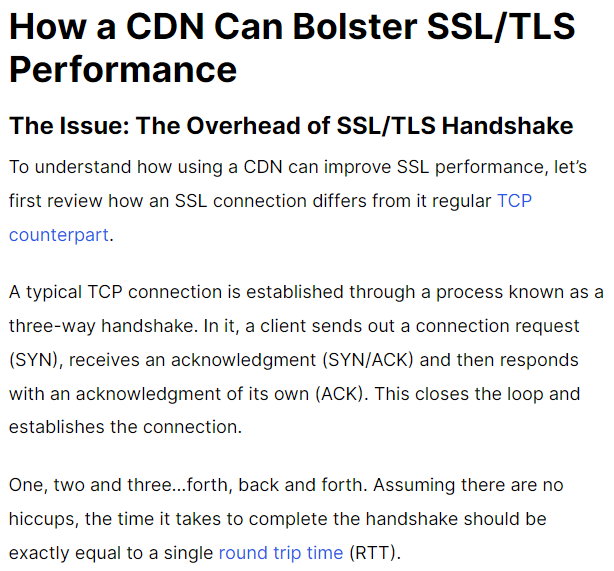 How a CDN Can Bolster SSL/TLS
Performance
The Issue: The Overhead of SSL/TLS Handshake
To understand how using a CDN can improve SSL performance, let’s
first review how an SSL connection differs from it regular TCP
counterpart.
A typical TCP connection is established through a process known as a
three-way handshake. In it, a client sends out a connection request
(SYN), receives an acknowledgment (SYN/ACK) and then responds
with an acknowledgment of its own (ACK). This closes the loop and
establishes the connection.
One, two and three…forth, back and forth. Assuming there are no
hiccups, the time it takes to complete the handshake should be
exactly equal to a single round trip time (RTT).